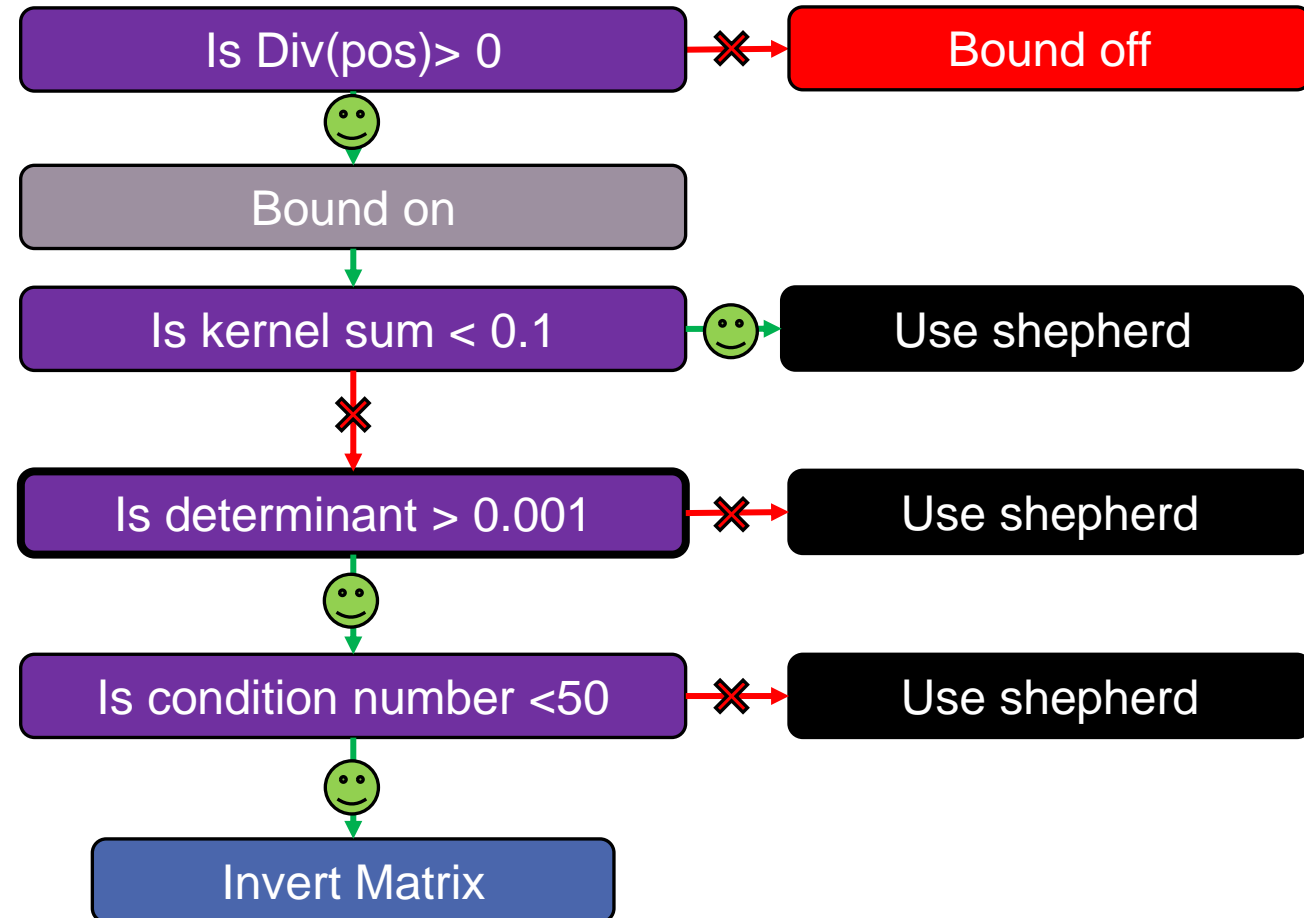 Is Div(pos)> 0
Bound off
Bound on
Is kernel sum < 0.1
Use shepherd
Is determinant > 0.001
Use shepherd
Is condition number <50
Use shepherd
Invert Matrix